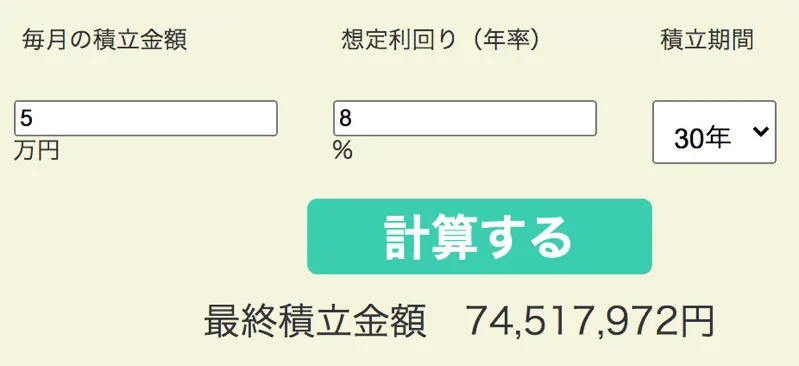 毎月の積立金額
想定利回り（年率）
積立期間
5
万円
8
%
30年
計算する
最終積立金額　74,517,972円